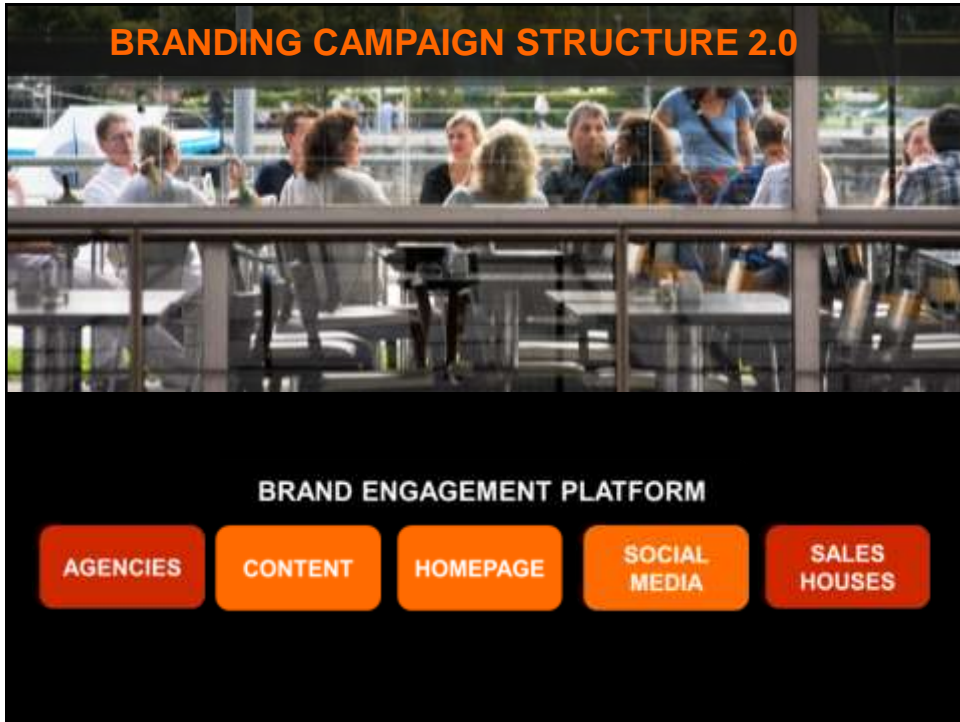 BRANDING CAMPAIGN STRUCTURE 2.0
BRAND ENGAGEMENT PLATFORM
AGENCIES
CONTENT
HOMEPAGE
SOCIAL
MEDIA
SALES
HOUSES